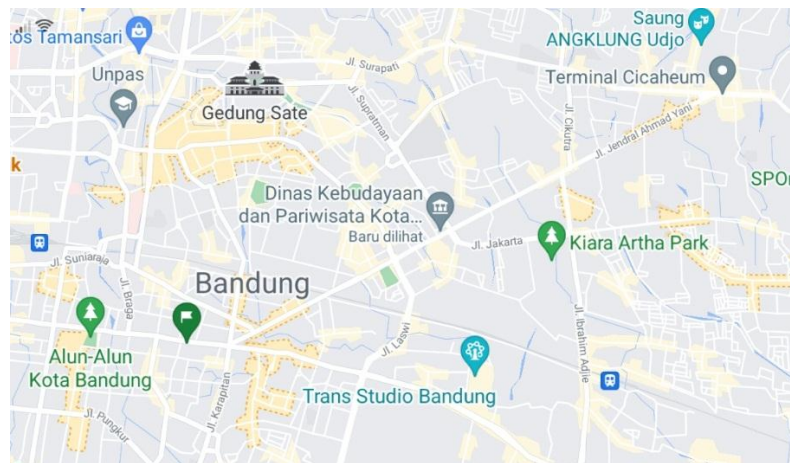 Saung
ANGKLUNG Udjo
os Tamansari
Jl. Surapati
Unpas
Terminal Cicaheum
Gedung Sate
Jl. Supratman
Jl. Cikutra
Jl. Jendral Ahmad Yani
k
SPO
Dinas Kebudayaan
dan Pariwisata Kota...
Baru dilihat
Jl. Jakarta
Kiara Artha Park
Jl. Suniaraja
Jl. Braga
Bandung
Jl. Laswi
Jl. Ibrahim Adjie
Alun-Alun
Kota Bandung
Jl. Karapitan
Trans Studio Bandung
Jl. Pungkur